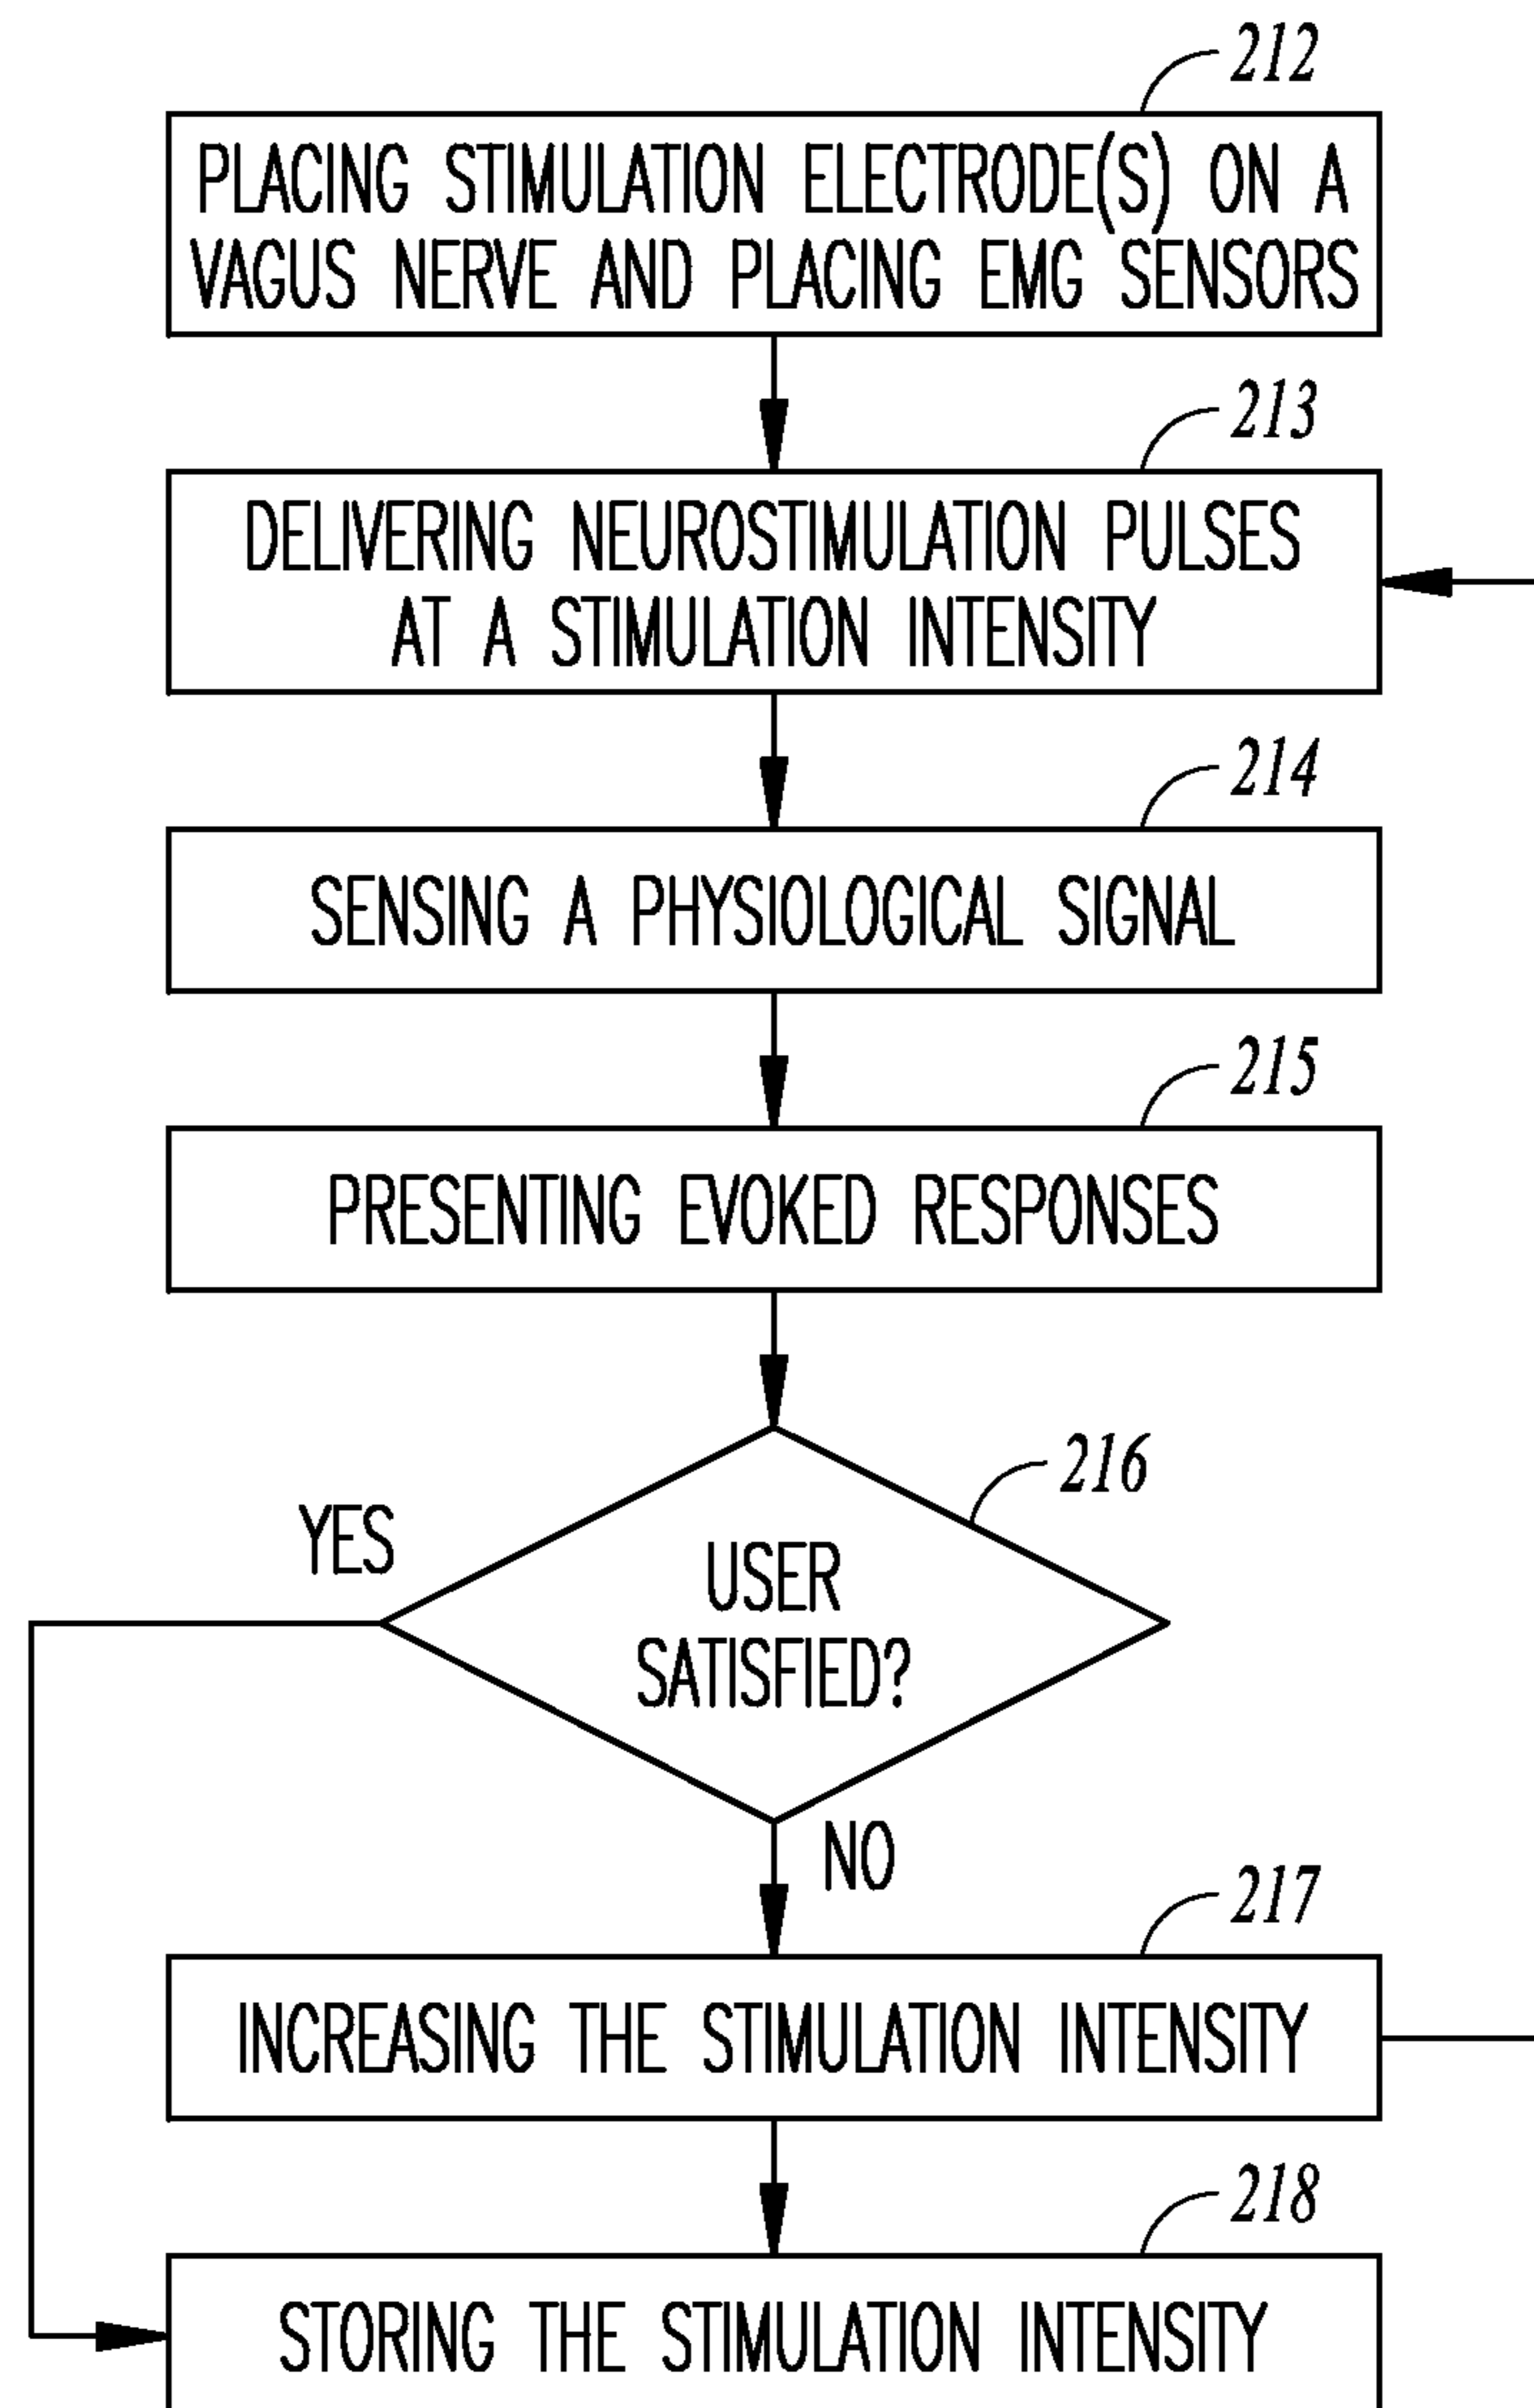 212
PLACING STIMULATION ELECTRODE(S) ON A
VAGUS NERVE AND PLACING EMG SENSORS
213
DELIVERING NEUROSTIMULATION PULSES
AT A STIMULATION INTENSITY
214
SENSING A PHYSIOLOGICAL SIGNAL
215
PRESENTING EVOKED RESPONSES
216
YES
USER
SATISFIED?
NO
217
INCREASING THE STIMULATION INTENSITY
218
STORING THE STIMULATION INTENSITY